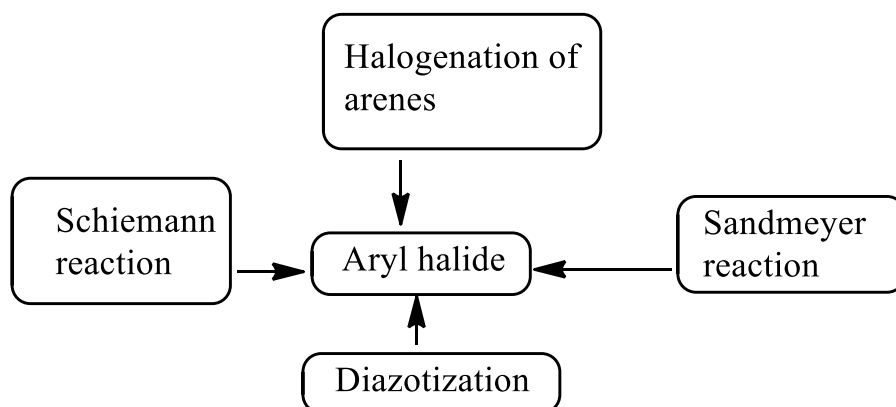 Halogenation of
arenes
Schiemann
reaction
Aryl halide
Sandmeyer
reaction
Diazotization